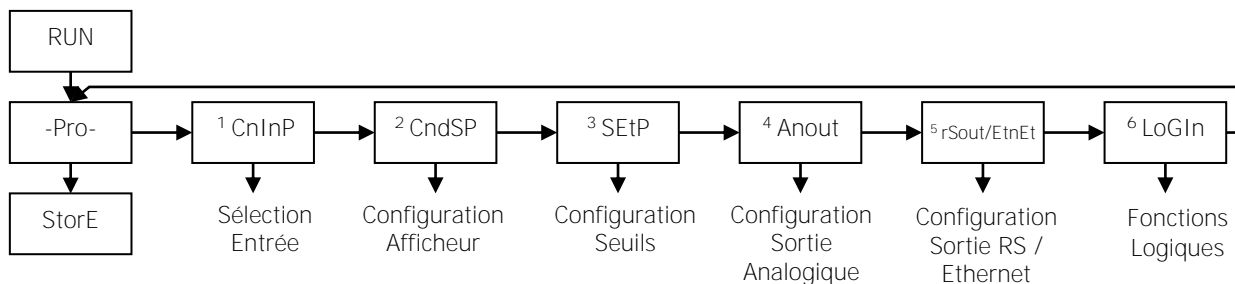 RUN
-Pro-
1 CnInP
2 CndSP
3 SEtP
4 Anout
5 rSout/EtnEt
6 LoGIn
StorE
Sélection
Entrée
Configuration
Afficheur
Configuration
Seuils
Configuration
Sortie
Analogique
Configuration
Sortie RS /
Ethernet
Fonctions
Logiques